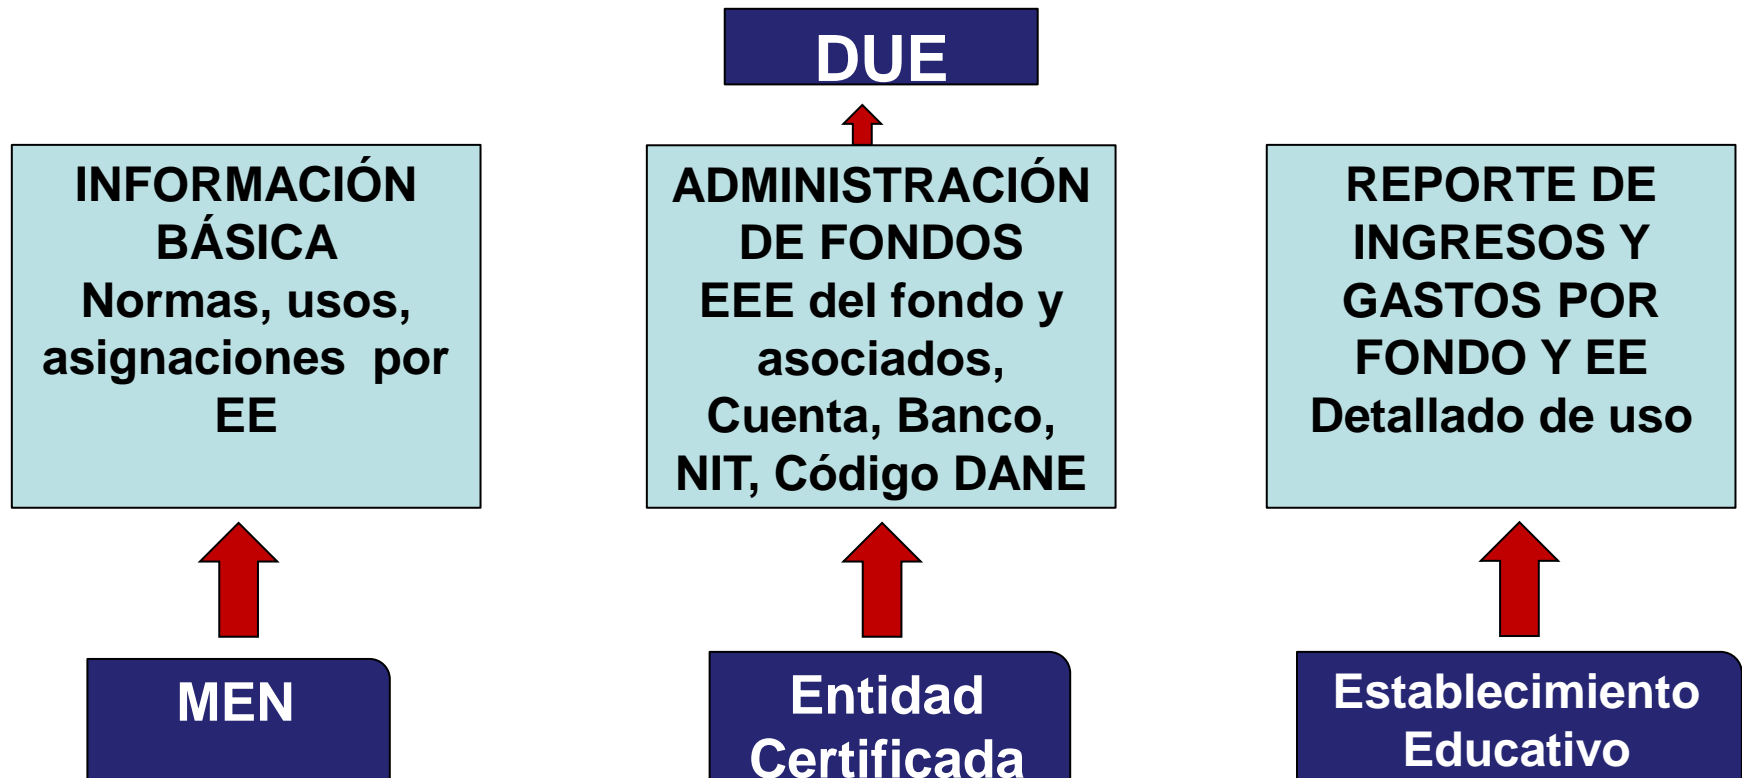 DUE
INFORMACIÓN
BÁSICA
Normas, usos,
asignaciones por
EE
ADMINISTRACIÓN
DE FONDOS
EEE del fondo y
asociados,
Cuenta, Banco,
NIT, Código DANE
REPORTE DE
INGRESOS Y
GASTOS POR
FONDO Y EE
Detallado de uso
MEN
Entidad
Certificada
Establecimiento
Educativo